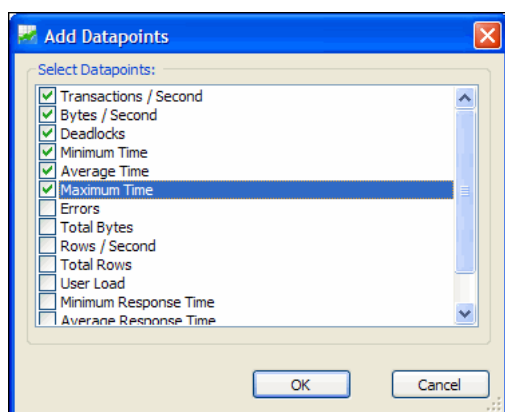 Add Datapoints
Select Datapoints:
Transactions / Second
Bytes / Second
Deadlocks
Minimum Time
Average Time
Maximum Time
Errors
Total Bytes
Rows / Second
Total Rows
User Load
Minimum Response Time
Average Response Time
OK
Cancel